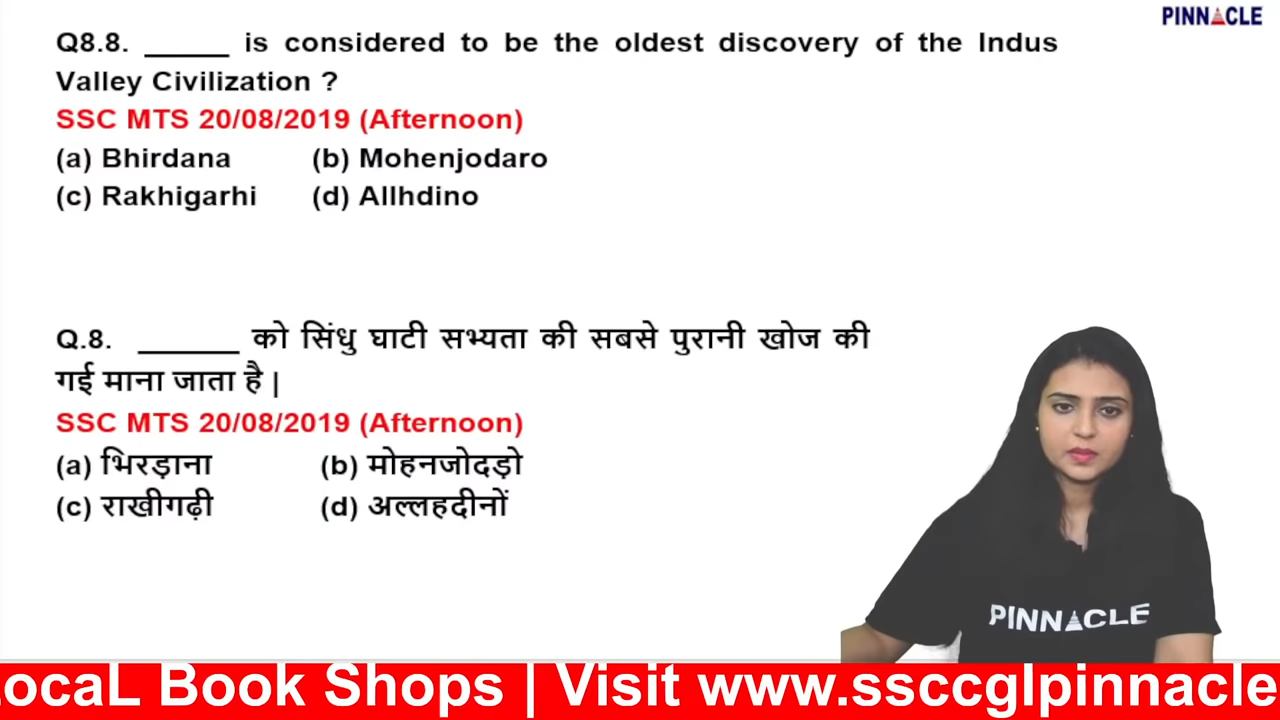 PINNACLE
Q8.8. _____ is considered to be the oldest discovery of the Indus
Valley Civilization ?
SSC MTS 20/08/2019 (Afternoon)
(a) Bhirdana (b) Mohenjodaro
(c) Rakhigarhi (d) Allhdino
Q.8. ______ को सिंधु घाटी सभ्यता की सबसे पुरानी खोज की
गई माना जाता है |
SSC MTS 20/08/2019 (Afternoon)
(a) भिरड़ाना (b) मोहनजोदड़ो
(c) राखीगढ़ी (d) अल्लहदीनों
PINNACLE
ocaL Book Shops | Visit www.ssccglpinnacle